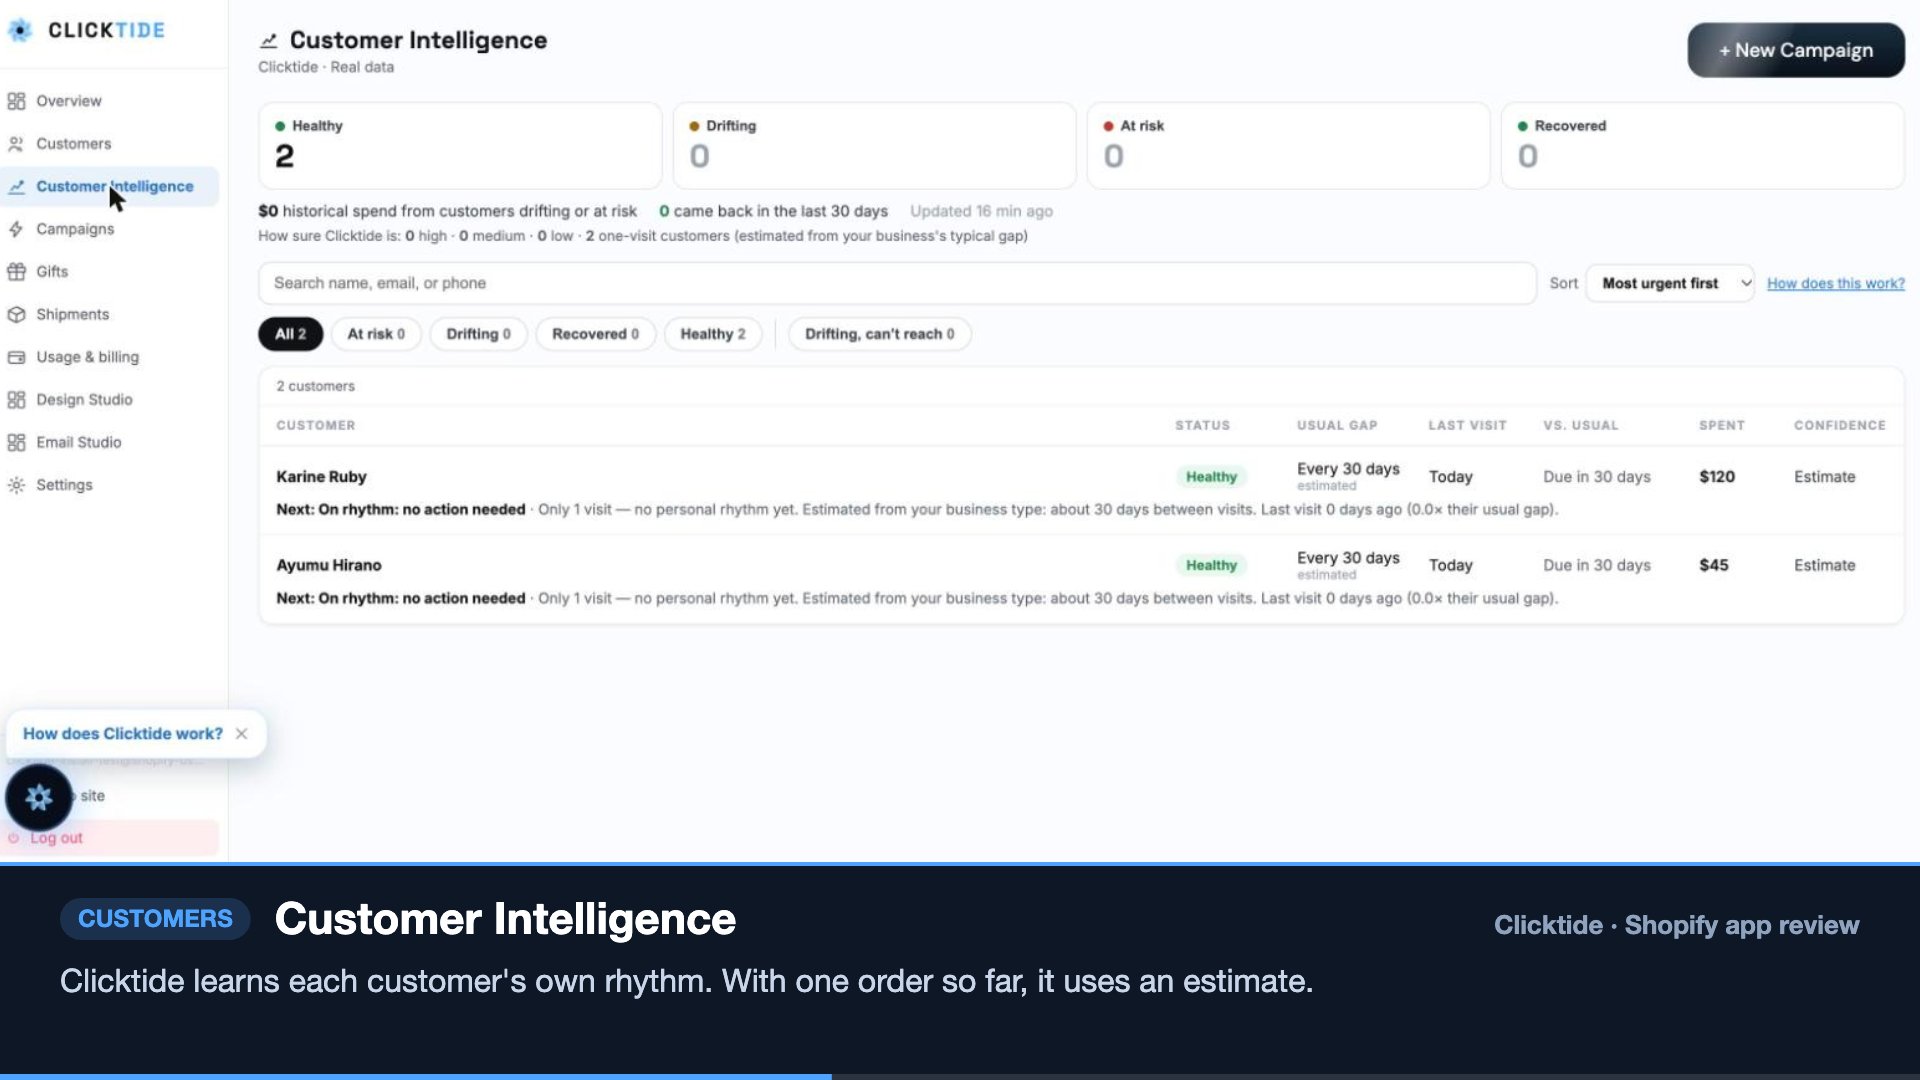 CLICKTIDE
Overview
Customers
Customer Intelligence
Campaigns
Gifts
Shipments
Usage & billing
Design Studio
Email Studio
Settings
How does Clicktide work?
site
Log out
Customer Intelligence
Clicktide · Real data
+ New Campaign
Healthy
2
Drifting
0
At risk
0
Recovered
0
$0 historical spend from customers drifting or at risk 0 came back in the last 30 days Updated 16 min ago
How sure Clicktide is: 0 high · 0 medium · 0 low · 2 one-visit customers (estimated from your business's typical gap)
Search name, email, or phone
Sort Most urgent first How does this work?
All 2 At risk 0 Drifting 0 Recovered 0 Healthy 2 Drifting, can't reach 0
2 customers
CUSTOMER STATUS USUAL GAP LAST VISIT VS. USUAL SPENT CONFIDENCE
Karine Ruby Healthy Every 30 days Today Due in 30 days $120 Estimate
estimated
Next: On rhythm: no action needed · Only 1 visit — no personal rhythm yet. Estimated from your business type: about 30 days between visits. Last visit 0 days ago (0.0× their usual gap).
Ayumu Hirano Healthy Every 30 days Today Due in 30 days $45 Estimate
estimated
Next: On rhythm: no action needed · Only 1 visit — no personal rhythm yet. Estimated from your business type: about 30 days between visits. Last visit 0 days ago (0.0× their usual gap).
CUSTOMERS Customer Intelligence
Clicktide · Shopify app review
Clicktide learns each customer's own rhythm. With one order so far, it uses an estimate.